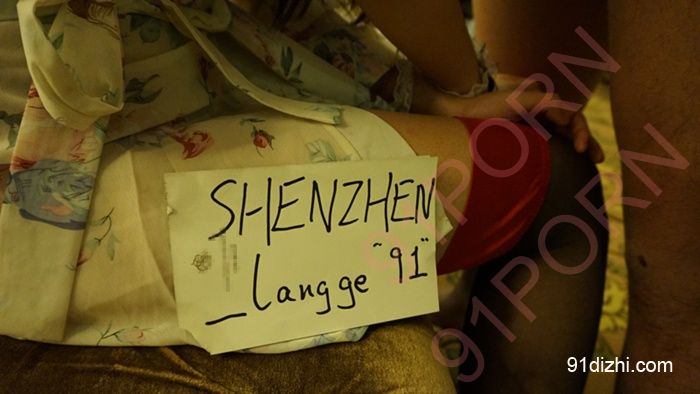 SHENZHEN
_langge "91"
91PORN
91PORN
91dizhi.com